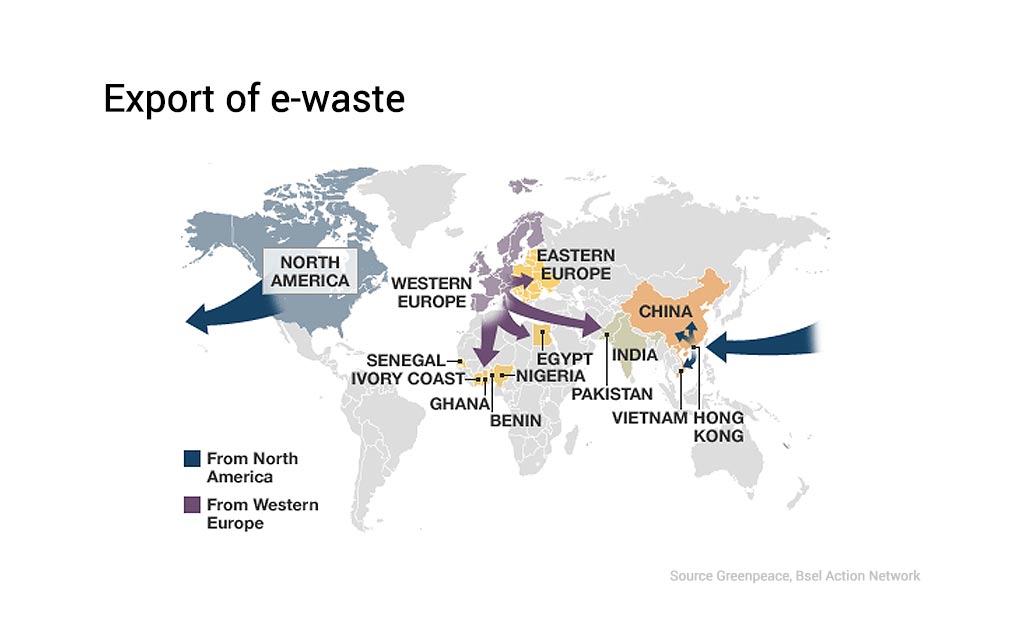 Export of e-waste
NORTH
AMERICA
WESTERN
EUROPE
EASTERN
EUROPE
CHINA
SENEGAL
IVORY COAST
GHANA
BENIN
NIGERIA
EGYPT
PAKISTAN
INDIA
VIETNAM
HONG
KONG
From North
America
From Western
Europe
Source Greenpeace, Bsel Action Network